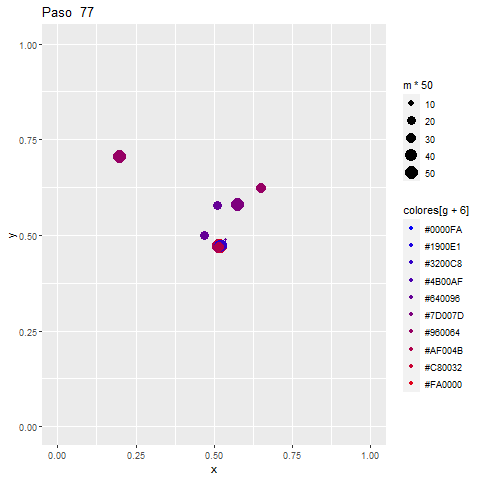 Paso 77
1.00
0.75
0.50
0.25
0.00
y
0.00
0.25
0.50
0.75
1.00
x
m * 50
10
20
30
40
50
colores[g + 6]
#0000FA
#1900E1
#3200C8
#4B00AF
#640096
#7D007D
#960064
#AF004B
#C80032
#FA0000